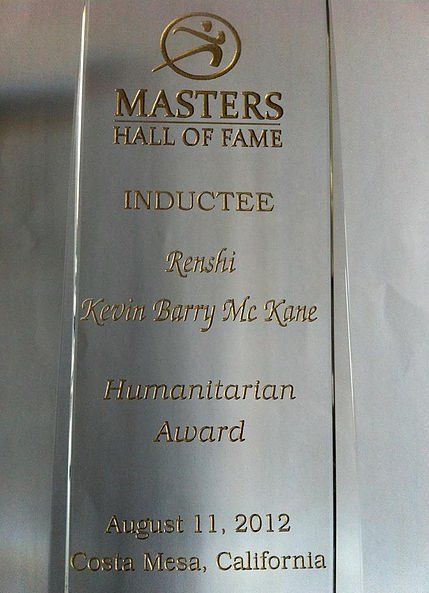 MASTERS
HALL OF FAME
INDUCTEE
Renshi
Kevin Barry Mc Kane
Humanitarian
Award
August 11, 2012
Costa Mesa, California